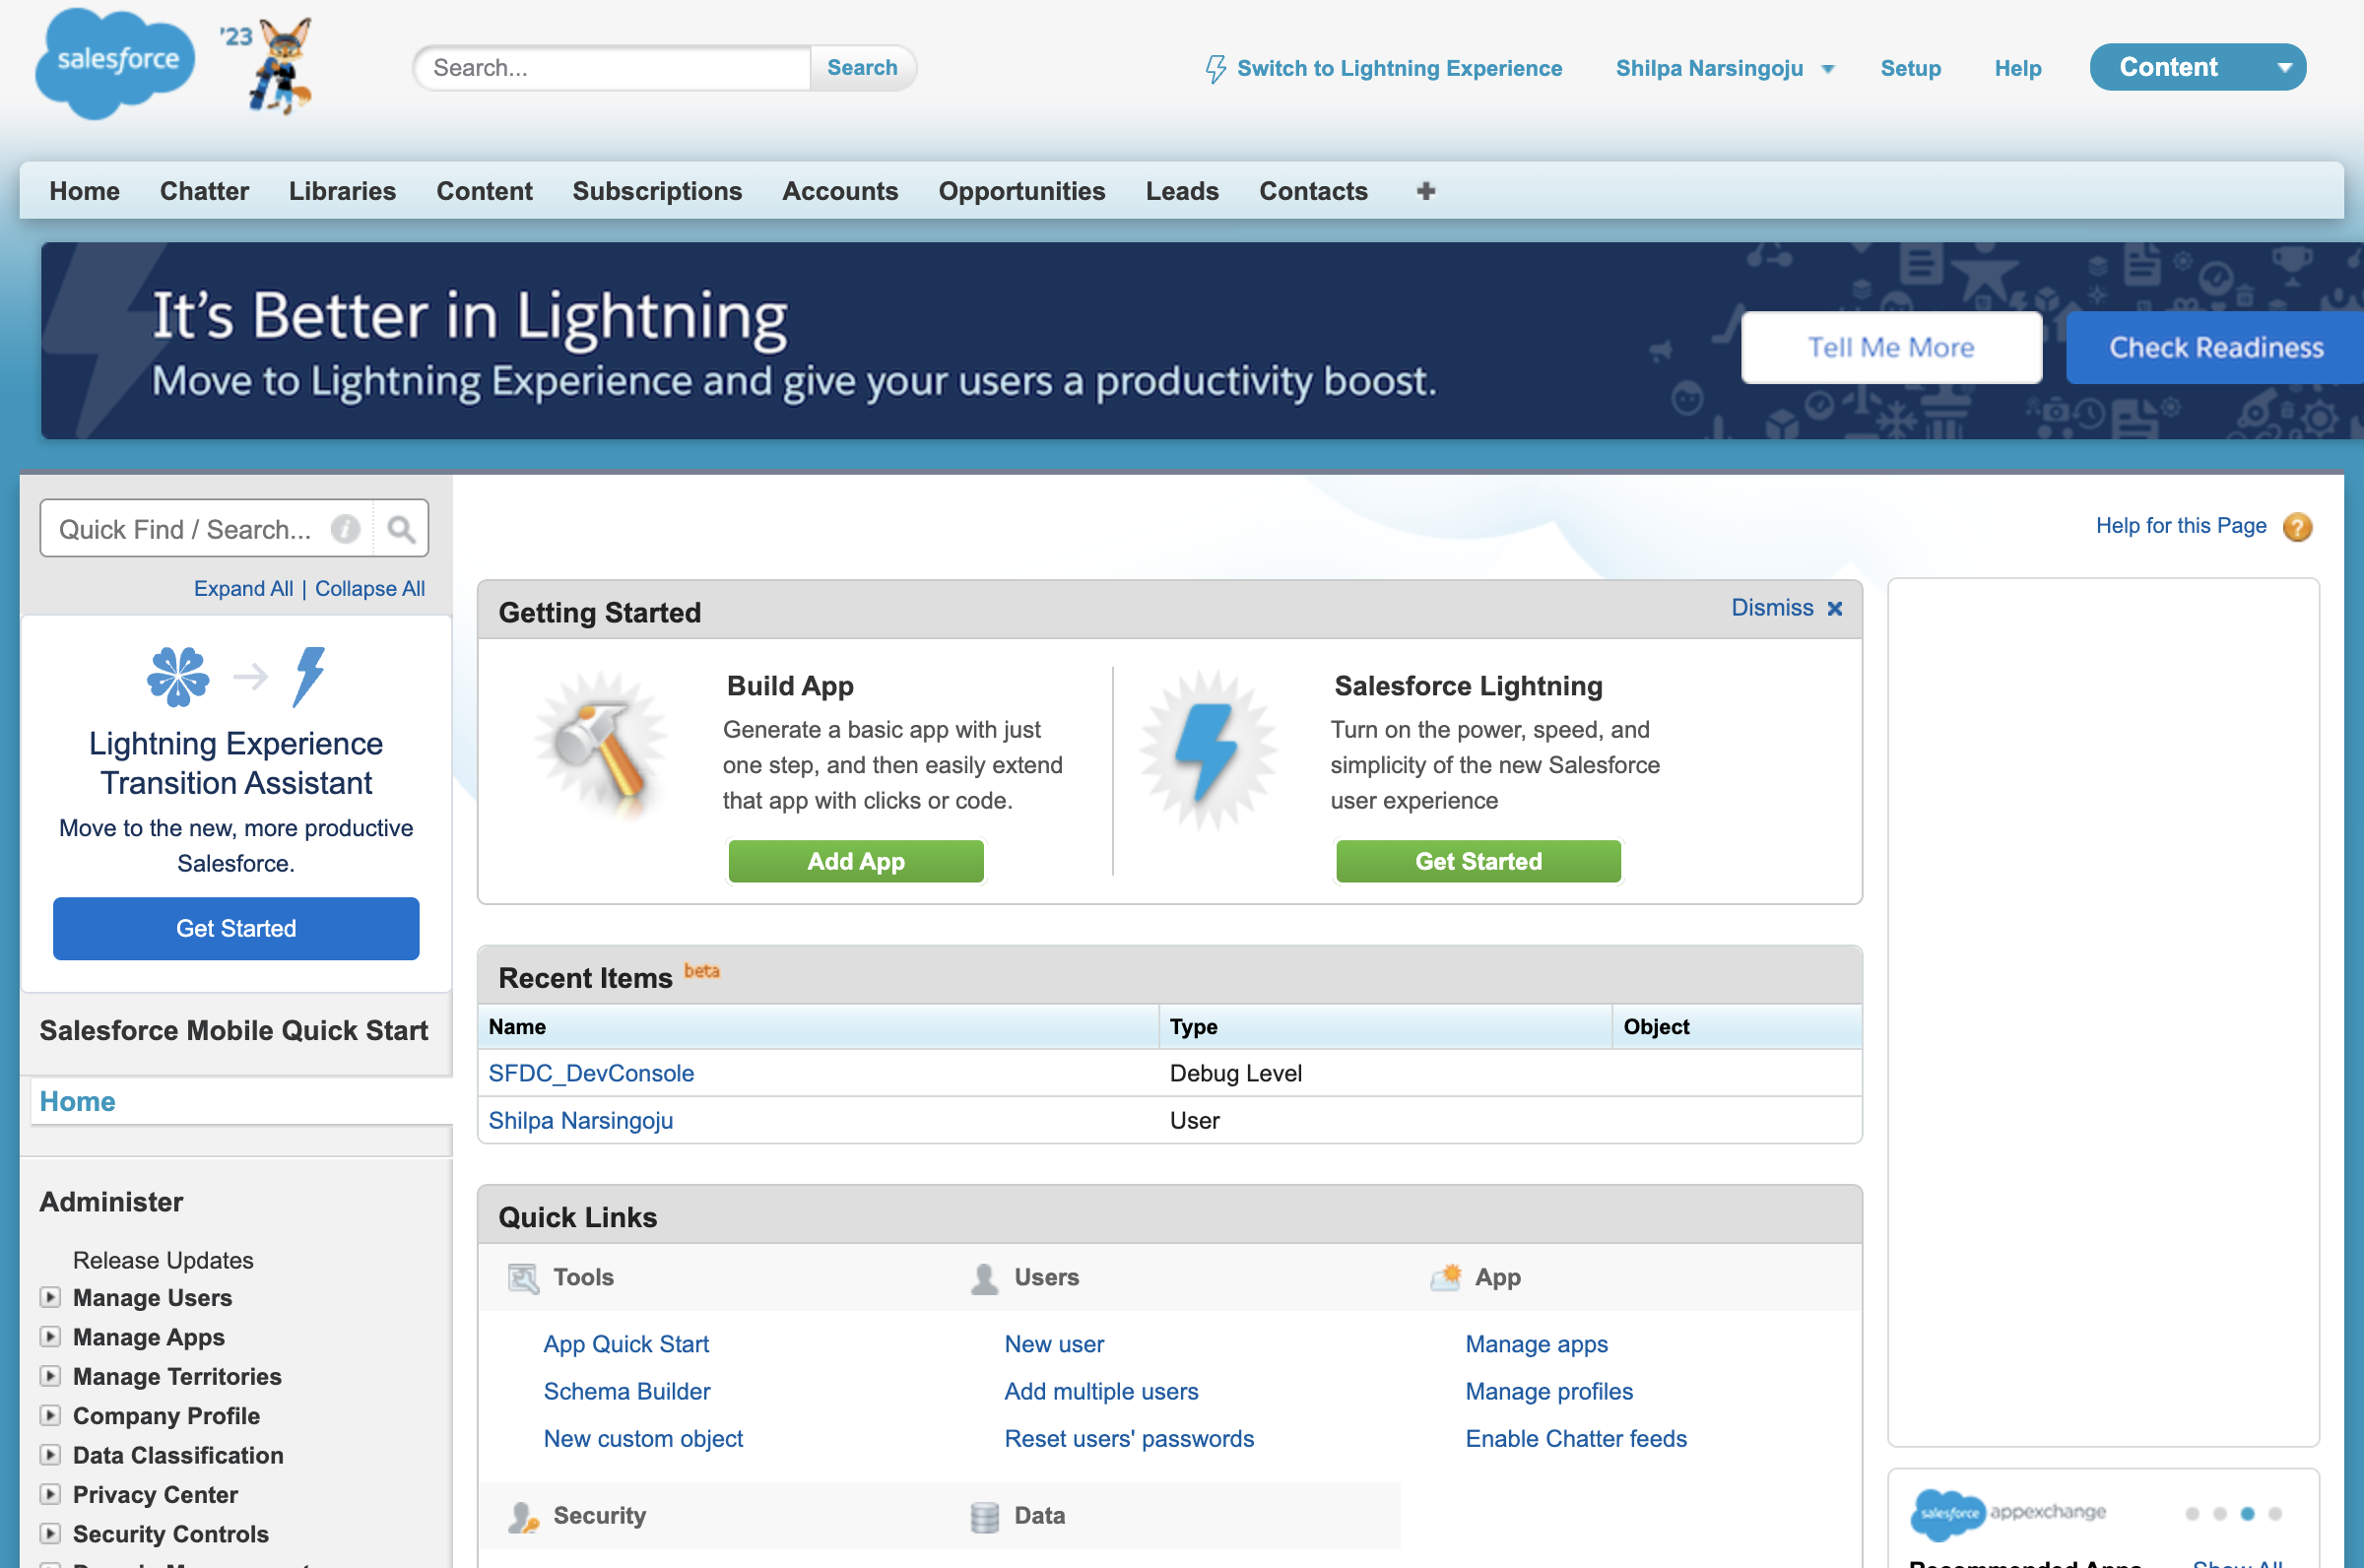 salesforce
'23
Search...
Search
Switch to Lightning Experience
Shilpa Narsingoju
Setup
Help
Content
Home
Chatter
Libraries
Content
Subscriptions
Accounts
Opportunities
Leads
Contacts
It's Better in Lightning
Move to Lightning Experience and give your users a productivity boost.
Tell Me More
Check Readiness
Quick Find / Search...
Expand All | Collapse All
Lightning Experience
Transition Assistant
Move to the new, more productive
Salesforce.
Get Started
Salesforce Mobile Quick Start
Home
Administer
Release Updates
Manage Users
Manage Apps
Manage Territories
Company Profile
Data Classification
Privacy Center
Security Controls
Help for this Page
Getting Started
Dismiss
Build App
Generate a basic app with just
one step, and then easily extend
that app with clicks or code.
Add App
Salesforce Lightning
Turn on the power, speed, and
simplicity of the new Salesforce
user experience
Get Started
Recent Items beta
Name Type Object
SFDC_DevConsole Debug Level
Shilpa Narsingoju User
Quick Links
Tools
App Quick Start
Schema Builder
New custom object
Users
New user
Add multiple users
Reset users' passwords
App
Manage apps
Manage profiles
Enable Chatter feeds
Security
Data
salesforce appexchange
Recommended Apps
Show All